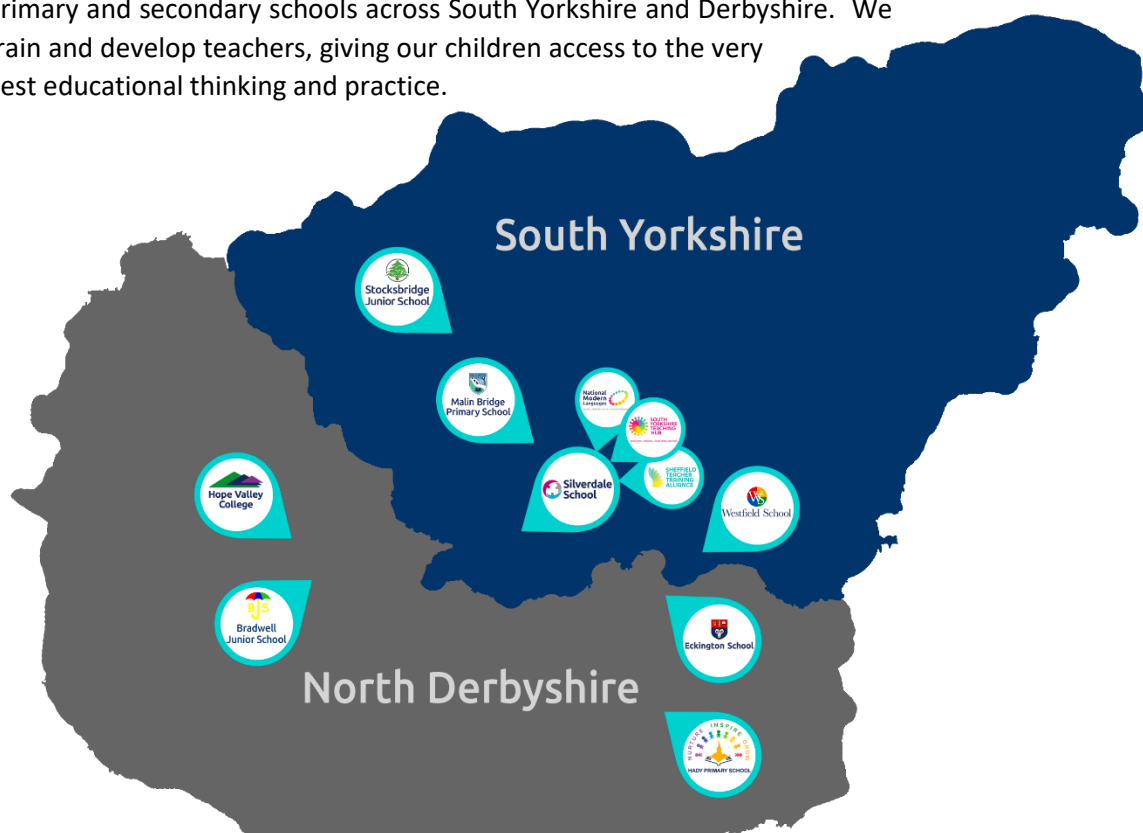 rimary and secondary schools across South Yorkshire and Derbyshire. We
rain and develop teachers, giving our children access to the very
est educational thinking and practice.
South Yorkshire
Stocksbridge
Junior School
Malin Bridge
Primary School
National
Modern
Languages
SOUTH
YORKSHIRE
TEACHING
HUB
Silverdale
School
SHEFFIELD
TEACHER
TRAINING
ALLIANCE
WS
Westfield School
Hope Valley
College
BJS
Bradwell
Junior School
Eckington School
North Derbyshire
NURTURE INSPIRE GROW
HADY PRIMARY SCHOOL